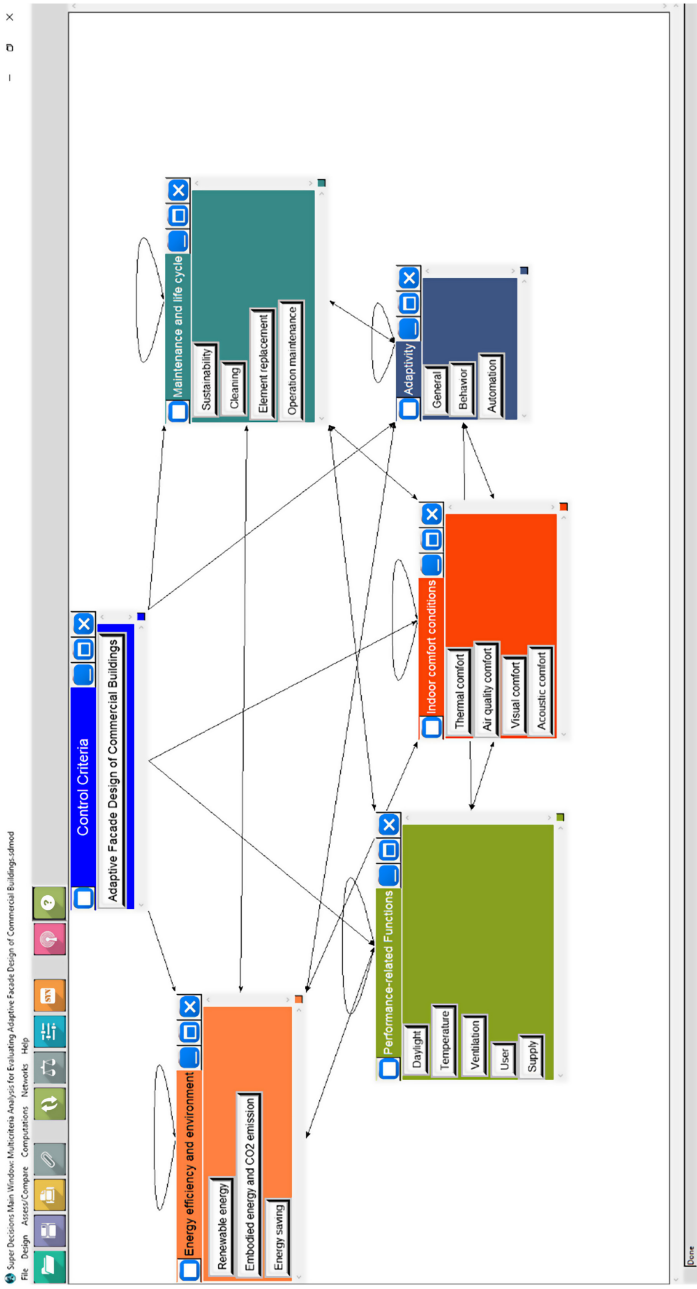 Super Decisions Main Window: Multicriteria Analysis for Evaluating Adaptive Facade Design of Commercial Buildings.sdmod
File Design Assess/Compare Computations Networks Help
SYN
?
Control Criteria
Adaptive Facade Design of Commercial Buildings
Energy efficiency and environment
Renewable energy
Embodied energy and CO2 emission
Energy saving
Maintenance and life cycle
Sustainability
Cleaning
Element replacement
Operation maintenance
Performance-related Functions
Daylight
Temperature
Ventilation
User
Supply
Indoor comfort conditions
Thermal comfort
Air quality comfort
Visual comfort
Acoustic comfort
Adaptivity
General
Behavior
Automation
Done